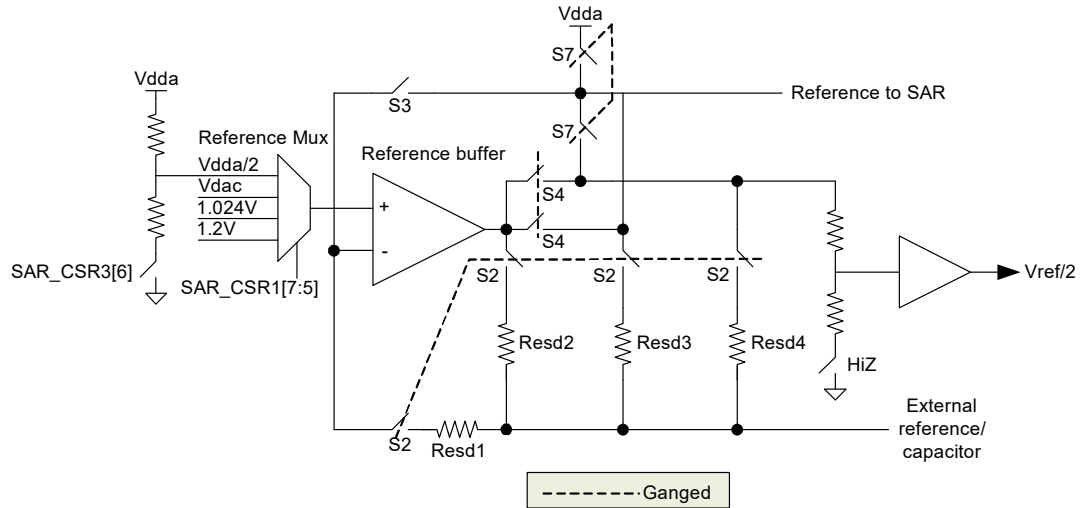 Vdda
S7
Vdda
S3
Reference to SAR
Reference Mux
S7
Reference buffer
Vdda/2
Vdac
S4
1.024V
+
1.2V
S4
-
SAR_CSR3[6]
S2
S2
S2
Vref/2
SAR_CSR1[7:5]
Resd2
Resd3
Resd4
HiZ
External
reference/
capacitor
S2
Resd1
Ganged